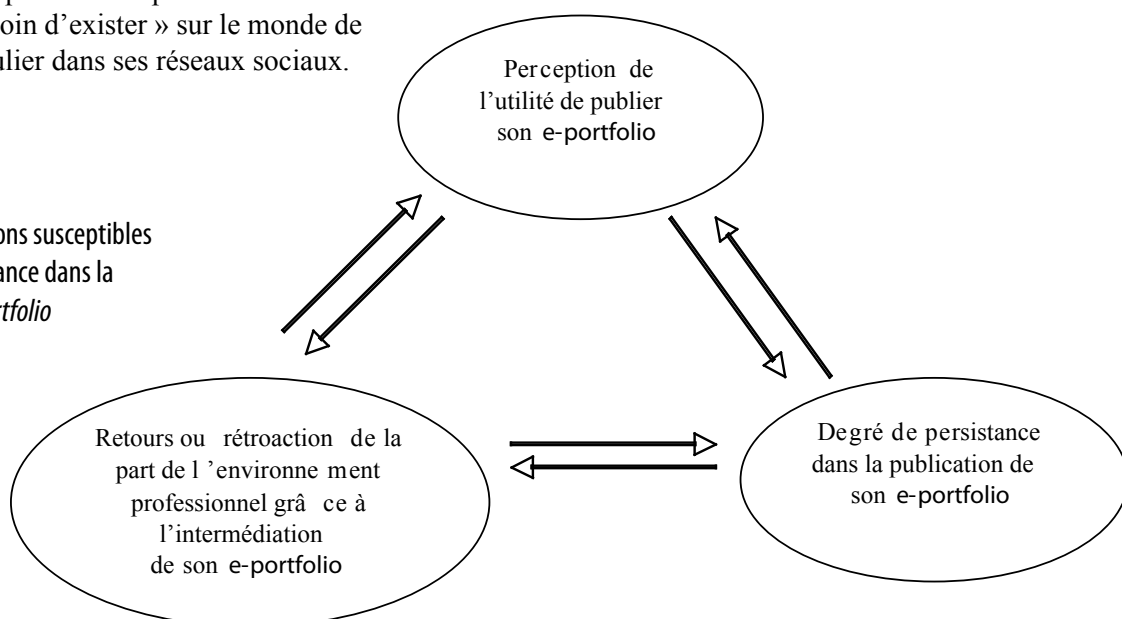 oin d'exister » sur le monde de
ulier dans ses réseaux sociaux.
Perception de
l'utilité de publier
son e-portfolio
ons susceptibles
ance dans la
rtfolio
Retours ou rétroaction de la
part de l'environnement
professionnel grâce à
l'intermédiation
de son e-portfolio
Degré de persistance
dans la publication de
son e-portfolio